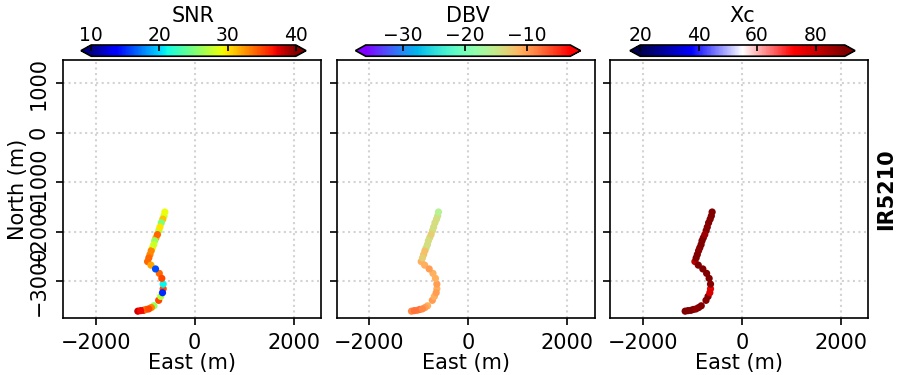 SNR DBV Xc
10 20 30 40 −30 −20 −10 20 40 60 80
1000
0
−1000
−2000
−3000
North (m)
IR5210
−2000 0 2000 −2000 0 2000 −2000 0 2000
East (m) East (m) East (m)